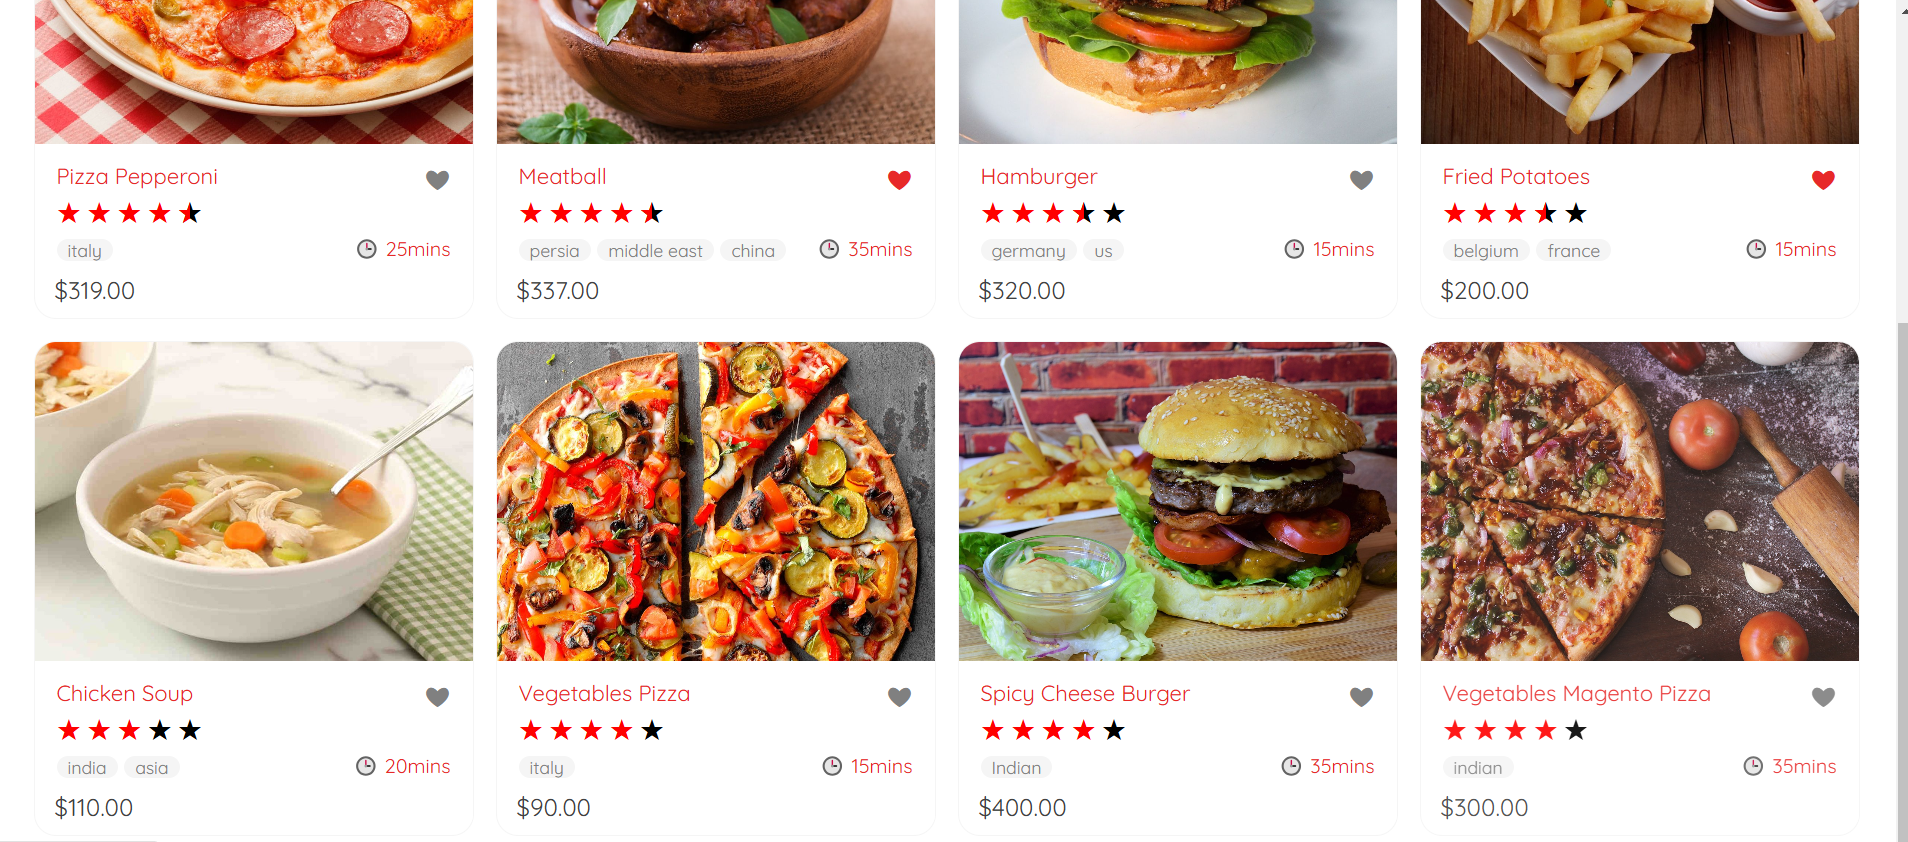 Pizza Pepperoni
italy
25mins
$319.00
Meatball
persia middle east china
35mins
$337.00
Hamburger
germany us
15mins
$320.00
Fried Potatoes
belgium france
15mins
$200.00
Chicken Soup
india asia
20mins
$110.00
Vegetables Pizza
italy
15mins
$90.00
Spicy Cheese Burger
Indian
35mins
$400.00
Vegetables Magento Pizza
indian
35mins
$300.00